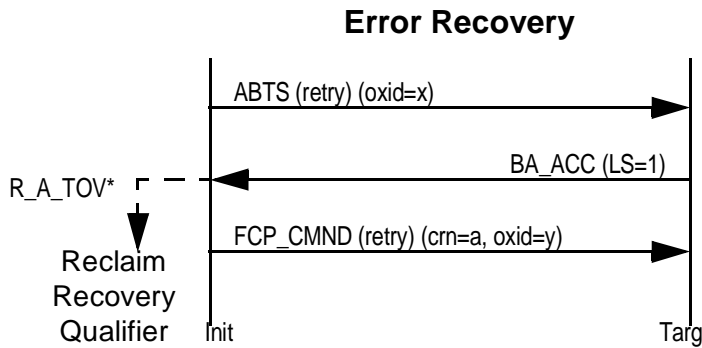 Error Recovery
ABTS (retry) (oxid=x)
BA_ACC (LS=1)
R_A_TOV*
FCP_CMND (retry) (crn=a, oxid=y)
Reclaim
Recovery
Qualifier
Init
Targ